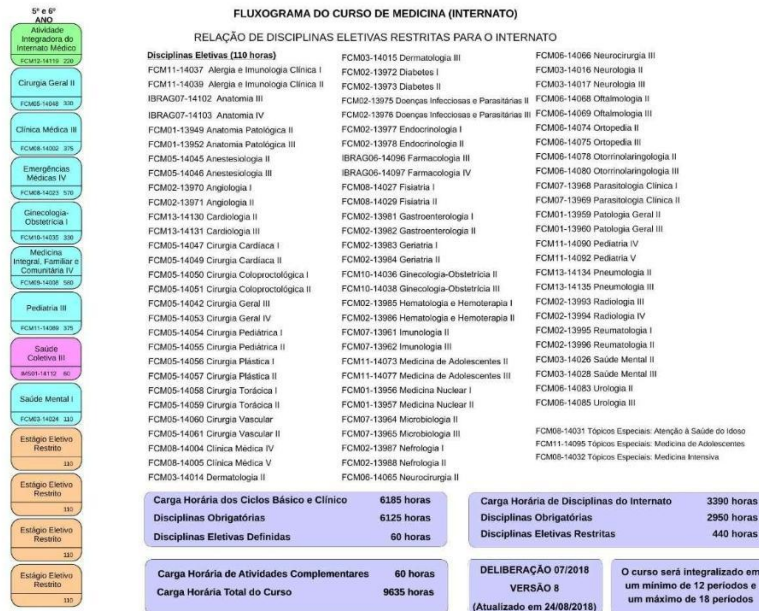 5º e 6º
ANO
FLUXOGRAMA DO CURSO DE MEDICINA (INTERNATO)
RELAÇÃO DE DISCIPLINAS ELETIVAS RESTRITAS PARA O INTERNATO
Atividade
Integradora do
Internato Médico
FCM12-14119 220
Cirurgia Geral II
FCM05-14048 330
Clínica Médica III
FCM08-14002 375
Emergências
Médicas IV
FCM08-14023 570
Ginecologia-
Obstetrícia I
FCM10-14035 330
Medicina
Integral, Familiar e
Comunitária IV
FCM09-14008 580
Pediatria III
FCM11-14089 375
Saúde
Coletiva III
IMS01-14112 60
Saúde Mental I
FCM03-14024 110
Estágio Eletivo
Restrito
110
Estágio Eletivo
Restrito
110
Estágio Eletivo
Restrito
110
Estágio Eletivo
Restrito
110
Disciplinas Eletivas (110 horas)
FCM11-14037 Alergia e Imunologia Clínica I
FCM11-14039 Alergia e Imunologia Clínica II
IBRAG07-14102 Anatomia III
IBRAG07-14103 Anatomia IV
FCM01-13949 Anatomia Patológica II
FCM01-13952 Anatomia Patológica III
FCM05-14045 Anestesiologia II
FCM05-14046 Anestesiologia III
FCM02-13970 Angiologia I
FCM02-13971 Angiologia II
FCM13-14130 Cardiologia II
FCM13-14131 Cardiologia III
FCM05-14047 Cirurgia Cardíaca I
FCM05-14049 Cirurgia Cardíaca II
FCM05-14050 Cirurgia Coloproctológica I
FCM05-14051 Cirurgia Coloproctológica II
FCM05-14042 Cirurgia Geral III
FCM05-14053 Cirurgia Geral IV
FCM05-14054 Cirurgia Pediátrica I
FCM05-14055 Cirurgia Pediátrica II
FCM05-14056 Cirurgia Plástica I
FCM05-14057 Cirurgia Plástica II
FCM05-14058 Cirurgia Torácica I
FCM05-14059 Cirurgia Torácica II
FCM05-14060 Cirurgia Vascular
FCM05-14061 Cirurgia Vascular II
FCM08-14004 Clínica Médica IV
FCM08-14005 Clínica Médica V
FCM03-14014 Dermatologia II
FCM03-14015 Dermatologia III
FCM02-13972 Diabetes I
FCM02-13973 Diabetes II
FCM02-13975 Doenças Infecciosas e Parasitárias II
FCM02-13976 Doenças Infecciosas e Parasitárias III
FCM02-13977 Endocrinologia I
FCM02-13978 Endocrinologia II
IBRAG06-14096 Farmacologia III
IBRAG06-14097 Farmacologia IV
FCM08-14027 Fisiatria I
FCM08-14029 Fisiatria II
FCM02-13981 Gastroenterologia I
FCM02-13982 Gastroenterologia II
FCM02-13983 Geriatria I
FCM02-13984 Geriatria II
FCM10-14036 Ginecologia-Obstetrícia II
FCM10-14038 Ginecologia-Obstetrícia III
FCM02-13985 Hematologia e Hemoterapia I
FCM02-13986 Hematologia e Hemoterapia II
FCM07-13961 Imunologia II
FCM07-13962 Imunologia III
FCM11-14073 Medicina de Adolescentes II
FCM11-14077 Medicina de Adolescentes III
FCM01-13956 Medicina Nuclear I
FCM01-13957 Medicina Nuclear II
FCM07-13964 Microbiologia II
FCM07-13965 Microbiologia III
FCM02-13987 Nefrologia I
FCM02-13988 Nefrologia II
FCM06-14065 Neurocirurgia II
FCM06-14066 Neurocirurgia III
FCM03-14016 Neurologia II
FCM03-14017 Neurologia III
FCM06-14068 Oftalmologia II
FCM06-14069 Oftalmologia III
FCM06-14074 Ortopedia II
FCM06-14075 Ortopedia III
FCM06-14078 Otorrinolaringologia II
FCM06-14080 Otorrinolaringologia III
FCM07-13968 Parasitologia Clínica I
FCM07-13969 Parasitologia Clínica II
FCM01-13959 Patologia Geral II
FCM01-13960 Patologia Geral III
FCM11-14090 Pediatria IV
FCM11-14092 Pediatria V
FCM13-14134 Pneumologia II
FCM13-14135 Pneumologia III
FCM02-13993 Radiologia III
FCM02-13994 Radiologia IV
FCM02-13995 Reumatologia I
FCM02-13996 Reumatologia II
FCM03-14026 Saúde Mental II
FCM03-14028 Saúde Mental III
FCM06-14083 Urologia II
FCM06-14085 Urologia III
FCM08-14031 Tópicos Especiais: Atenção à Saúde do Idoso
FCM11-14095 Tópicos Especiais: Medicina de Adolescentes
FCM08-14032 Tópicos Especiais: Medicina Intensiva
Carga Horária dos Ciclos Básico e Clínico 6185 horas
Disciplinas Obrigatórias 6125 horas
Disciplinas Eletivas Definidas 60 horas
Carga Horária de Disciplinas do Internato 3390 horas
Disciplinas Obrigatórias 2950 horas
Disciplinas Eletivas Restritas 440 horas
Carga Horária de Atividades Complementares 60 horas
Carga Horária Total do Curso 9635 horas
DELIBERAÇÃO 07/2018
VERSÃO 8
(Atualizado em 24/08/2018)
O curso será integralizado em
um mínimo de 12 períodos e
um máximo de 18 períodos